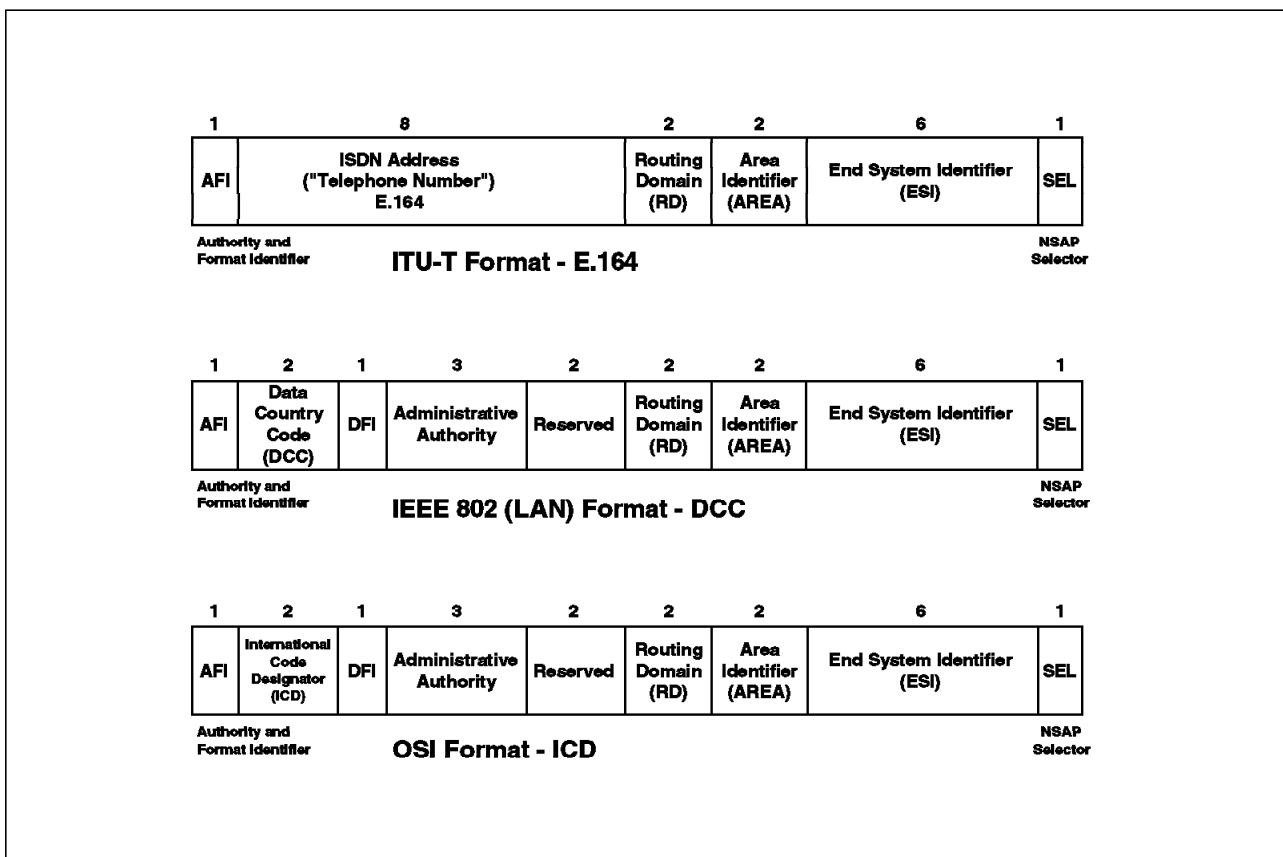 1 8 2 2 6 1
AFI
ISDN Address
("Telephone Number")
E.164
Routing
Domain
(RD)
Area
Identifier
(AREA)
End System Identifier
(ESI)
SEL
Authority and
Format Identifier
ITU-T Format - E.164
NSAP
Selector
1 2 1 3 2 2 2 6 1
AFI
Data
Country
Code
(DCC)
DFI
Administrative
Authority
Reserved
Routing
Domain
(RD)
Area
Identifier
(AREA)
End System Identifier
(ESI)
SEL
Authority and
Format Identifier
IEEE 802 (LAN) Format - DCC
NSAP
Selector
1 2 1 3 2 2 2 6 1
AFI
International
Code
Designator
(ICD)
DFI
Administrative
Authority
Reserved
Routing
Domain
(RD)
Area
Identifier
(AREA)
End System Identifier
(ESI)
SEL
Authority and
Format Identifier
OSI Format - ICD
NSAP
Selector